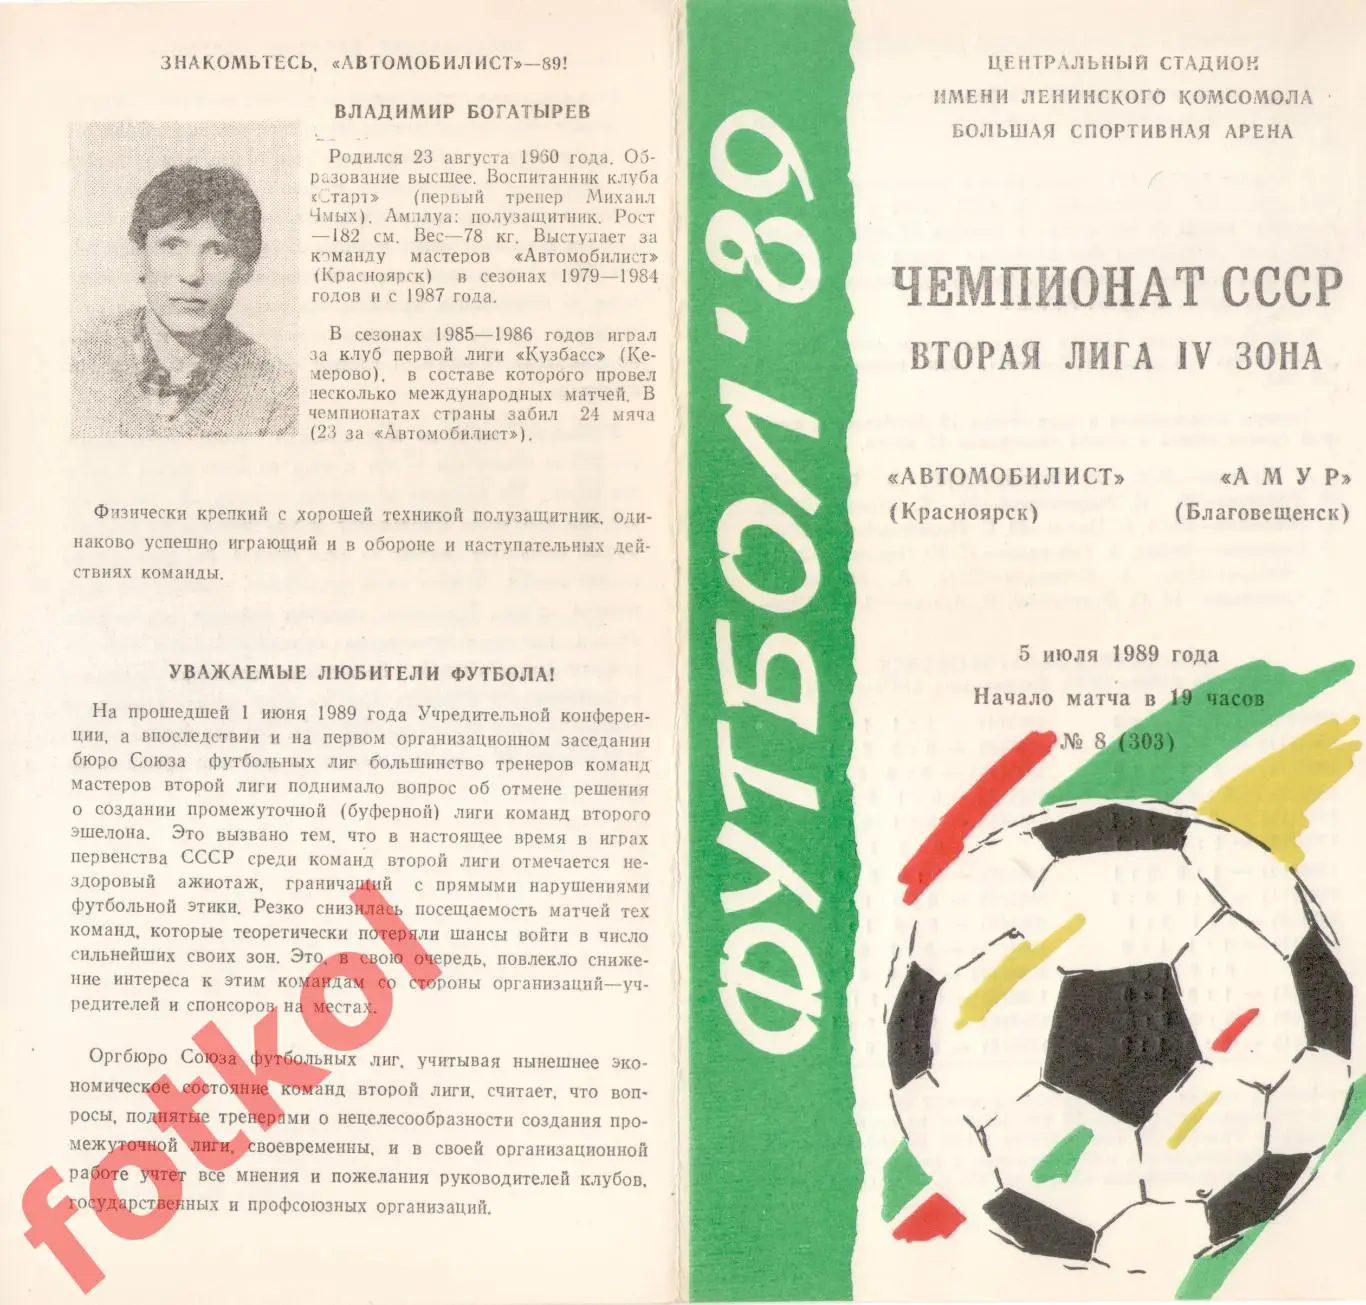 ЗНАКОМЬТЕСЬ, «АВТОМОБИЛИСТ»—89!
ВЛАДИМИР БОГАТЫРЕВ
Родился 23 августа 1960 года. Об-
разование высшее. Воспитанник клуба
«Старт» (первый тренер Михаил
Чмых). Амплуа: полузащитник. Рост
—182 см. Вес—78 кг. Выступает за
команду мастеров «Автомобилист»
(Красноярск) в сезонах 1979—1984
годов и с 1987 года.
В сезонах 1985—1986 годов играл
за клуб первой лиги «Кузбасс» (Ке-
мерово), в составе которого провел
несколько международных матчей. В
чемпионатах страны забил 24 мяча
(23 за «Автомобилист»).
Физически крепкий с хорошей техникой полузащитник, оди-
наково успешно играющий и в обороне и наступательных дей-
ствиях команды.
УВАЖАЕМЫЕ ЛЮБИТЕЛИ ФУТБОЛА!
На прошедшей 1 июня 1989 года Учредительной конферен-
ции, а впоследствии и на первом организационном заседании
бюро Союза футбольных лиг большинство тренеров команд
мастеров второй лиги поднимало вопрос об отмене решения
о создании промежуточной (буферной) лиги команд второго
эшелона. Это вызвано тем, что в настоящее время в играх
первенства СССР среди команд второй лиги отмечается не-
здоровый ажиотаж, граничащий с прямыми нарушениями
футбольной этики. Резко снизилась посещаемость матчей тех
команд, которые теоретически потеряли шансы войти в число
сильнейших своих зон. Это, в свою очередь, повлекло сниже-
ние интереса к этим командам со стороны организаций—уч-
редителей и спонсоров на местах.
Оргбюро Союза футбольных лиг, учитывая нынешнее эко-
номическое состояние команд второй лиги, считает, что воп-
росы, поднятые тренерами о нецелесообразности создания про-
межуточной лиги, своевременны, и в своей организационной
работе учтет все мнения и пожелания руководителей клубов,
государственных и профсоюзных организаций.
fotkol
ФУТБОЛ'89
ЦЕНТРАЛЬНЫЙ СТАДИОН
ИМЕНИ ЛЕНИНСКОГО КОМСОМОЛА
БОЛЬШАЯ СПОРТИВНАЯ АРЕНА
ЧЕМПИОНАТ СССР
ВТОРАЯ ЛИГА IV ЗОНА
«АВТОМОБИЛИСТ» «АМУР»
(Красноярск) (Благовещенск)
5 июля 1989 года
Начало матча в 19 часов
№ 8 (303)